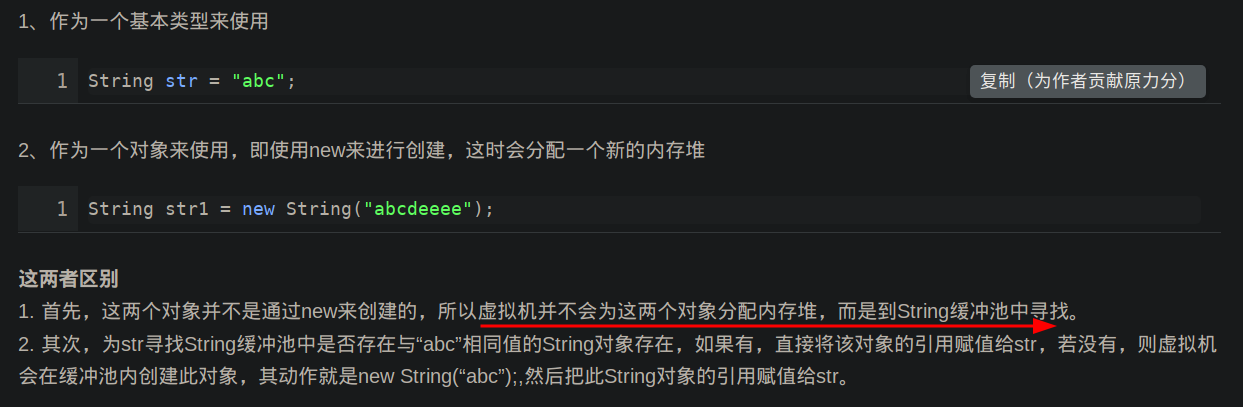 1、作为一个基本类型来使用
1 String str = "abc";
复制（为作者贡献原力分）
2、作为一个对象来使用，即使用new来进行创建，这时会分配一个新的内存堆
1 String str1 = new String("abcdeeee");
这两者区别
1. 首先，这两个对象并不是通过new来创建的，所以虚拟机并不会为这两个对象分配内存堆，而是到String缓冲池中寻找。
2. 其次，为str寻找String缓冲池中是否存在与“abc”相同值的String对象存在，如果有，直接将该对象的引用赋值给str，若没有，则虚拟机
会在缓冲池内创建此对象，其动作就是new String(“abc”);,然后把此String对象的引用赋值给str。